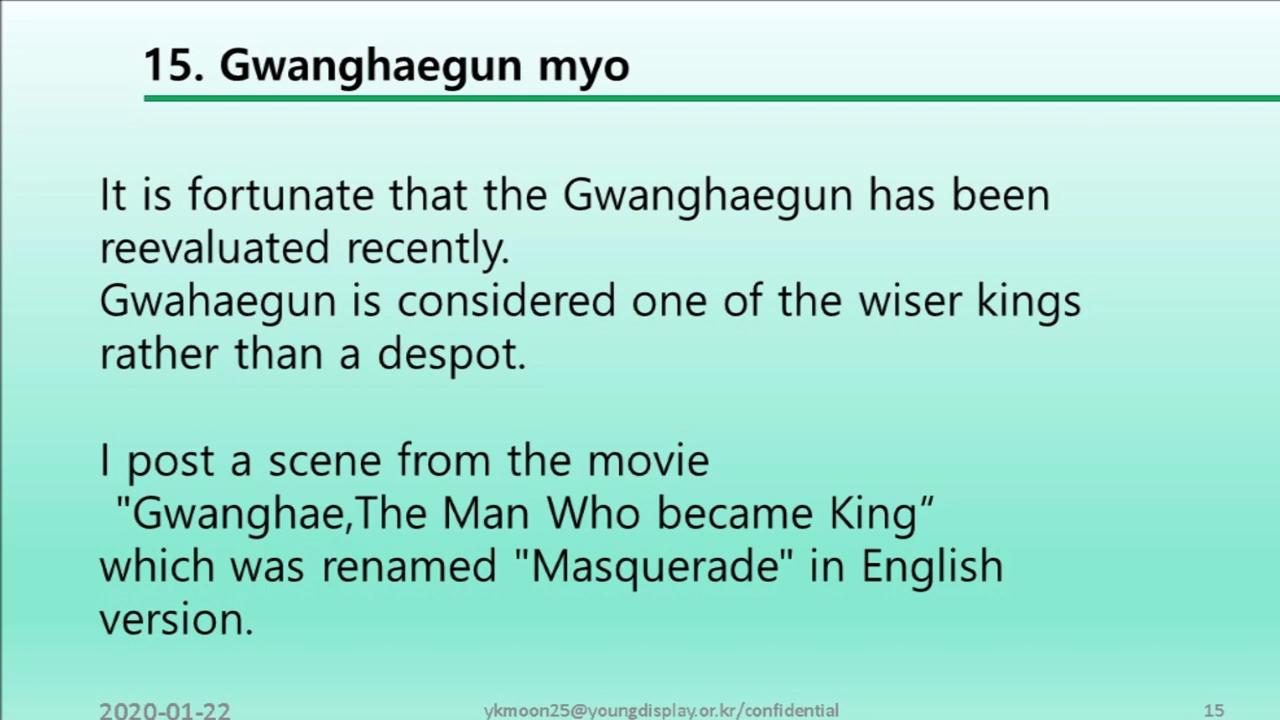 15. Gwanghaegun myo
It is fortunate that the Gwanghaegun has been
reevaluated recently.
Gwahaegun is considered one of the wiser kings
rather than a despot.
I post a scene from the movie
"Gwanghae,The Man Who became King“
which was renamed "Masquerade" in English
version.
2020-01-22 ykmoon25@youngdisplay.or.kr/confidential 15